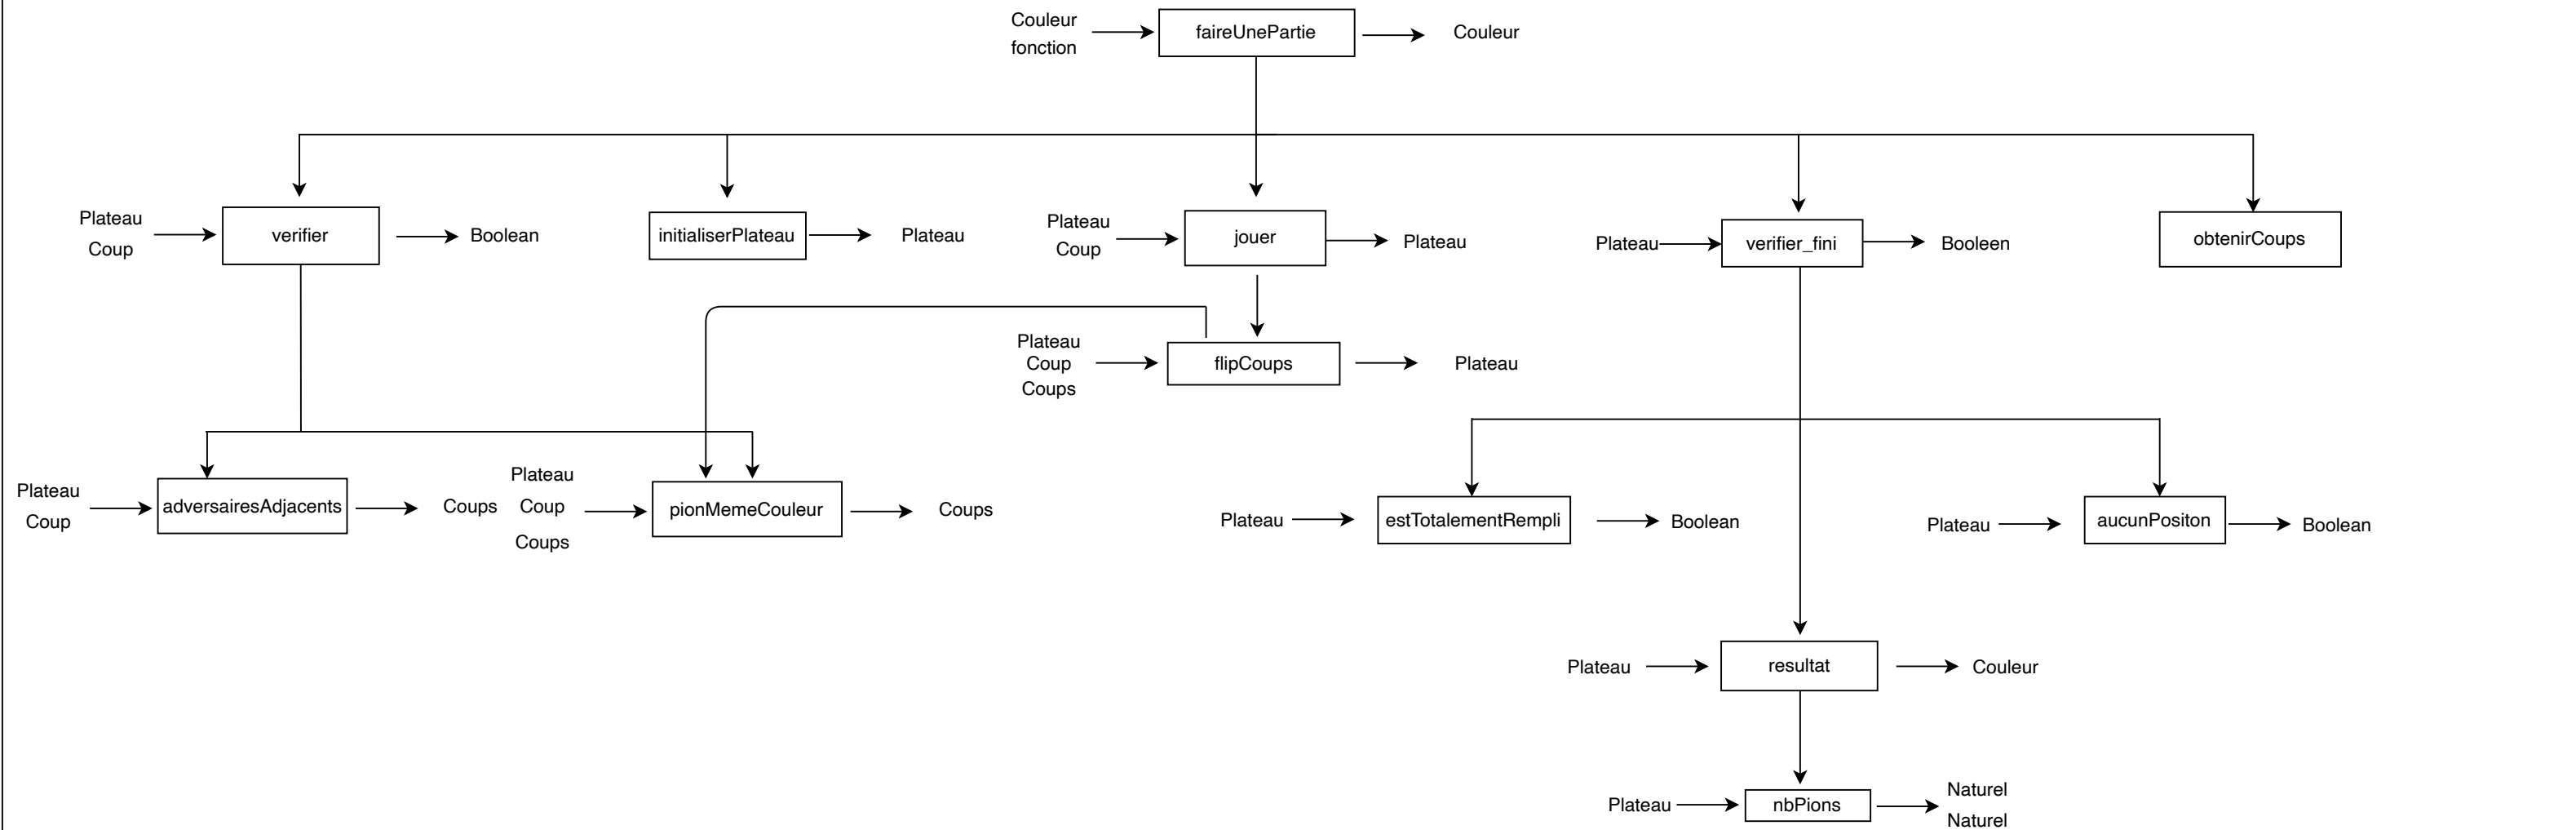 Couleur
fonction
faireUnePartie
Couleur
Plateau
Coup
verifier
Boolean
initialiserPlateau
Plateau
Plateau
Coup
jouer
Plateau
Plateau
verifier_fini
Booleen
obtenirCoups
Plateau
Coup
Coups
flipCoups
Plateau
Plateau
Coup
adversairesAdjacents
Coups
Plateau
Coup
Coups
pionMemeCouleur
Coups
Plateau
estTotalementRempli
Boolean
Plateau
aucunPositon
Boolean
Plateau
resultat
Couleur
Plateau
nbPions
Naturel
Naturel